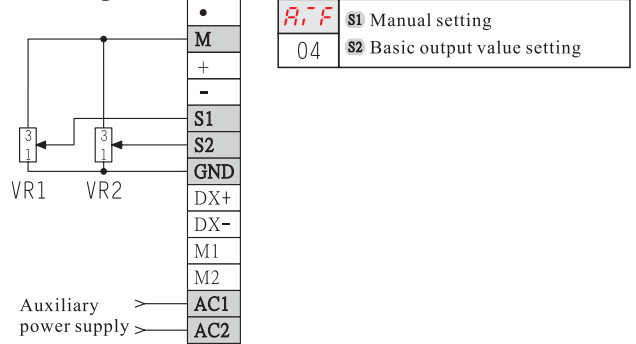 •
M
+
-
S1
S2
GND
DX+
DX-
M1
M2
AC1
AC2
3
1
3
1
VR1 VR2
Auxiliary
power supply
S1 Manual setting
04 S2 Basic output value setting